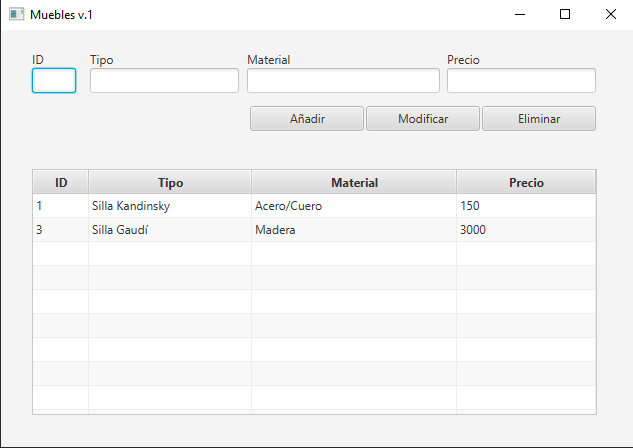 Muebles v.1
ID Tipo Material Precio
Añadir Modificar Eliminar
ID Tipo Material Precio
1 Silla Kandinsky Acero/Cuero 150
3 Silla Gaudí Madera 3000